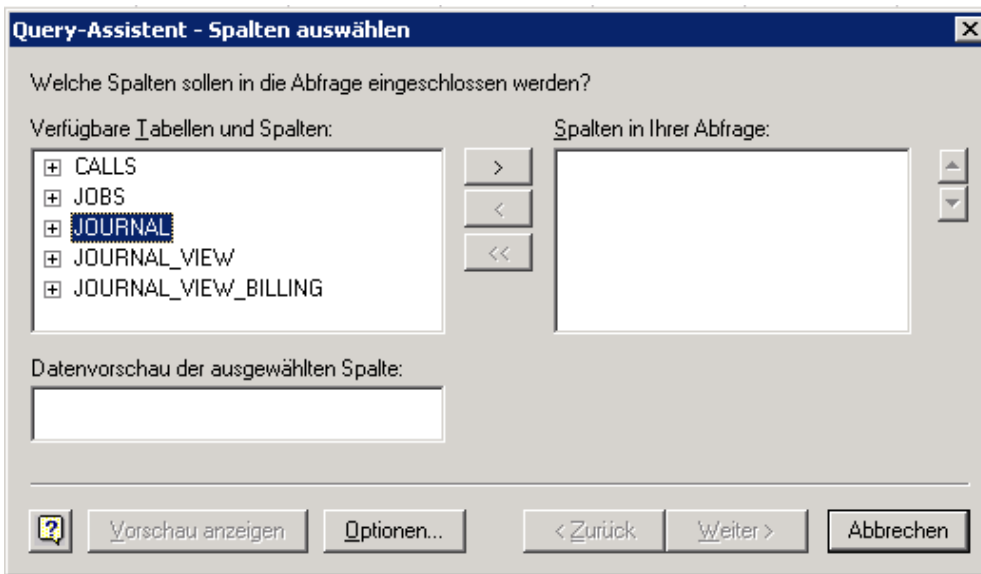 Query-Assistent - Spalten auswählen
Welche Spalten sollen in die Abfrage eingeschlossen werden?
Verfügbare Tabellen und Spalten:
CALLS
JOBS
JOURNAL
JOURNAL_VIEW
JOURNAL_VIEW_BILLING
>
<
<<
Spalten in Ihrer Abfrage:
Datenvorschau der ausgewählten Spalte:
? Vorschau anzeigen Optionen... < Zurück Weiter > Abbrechen